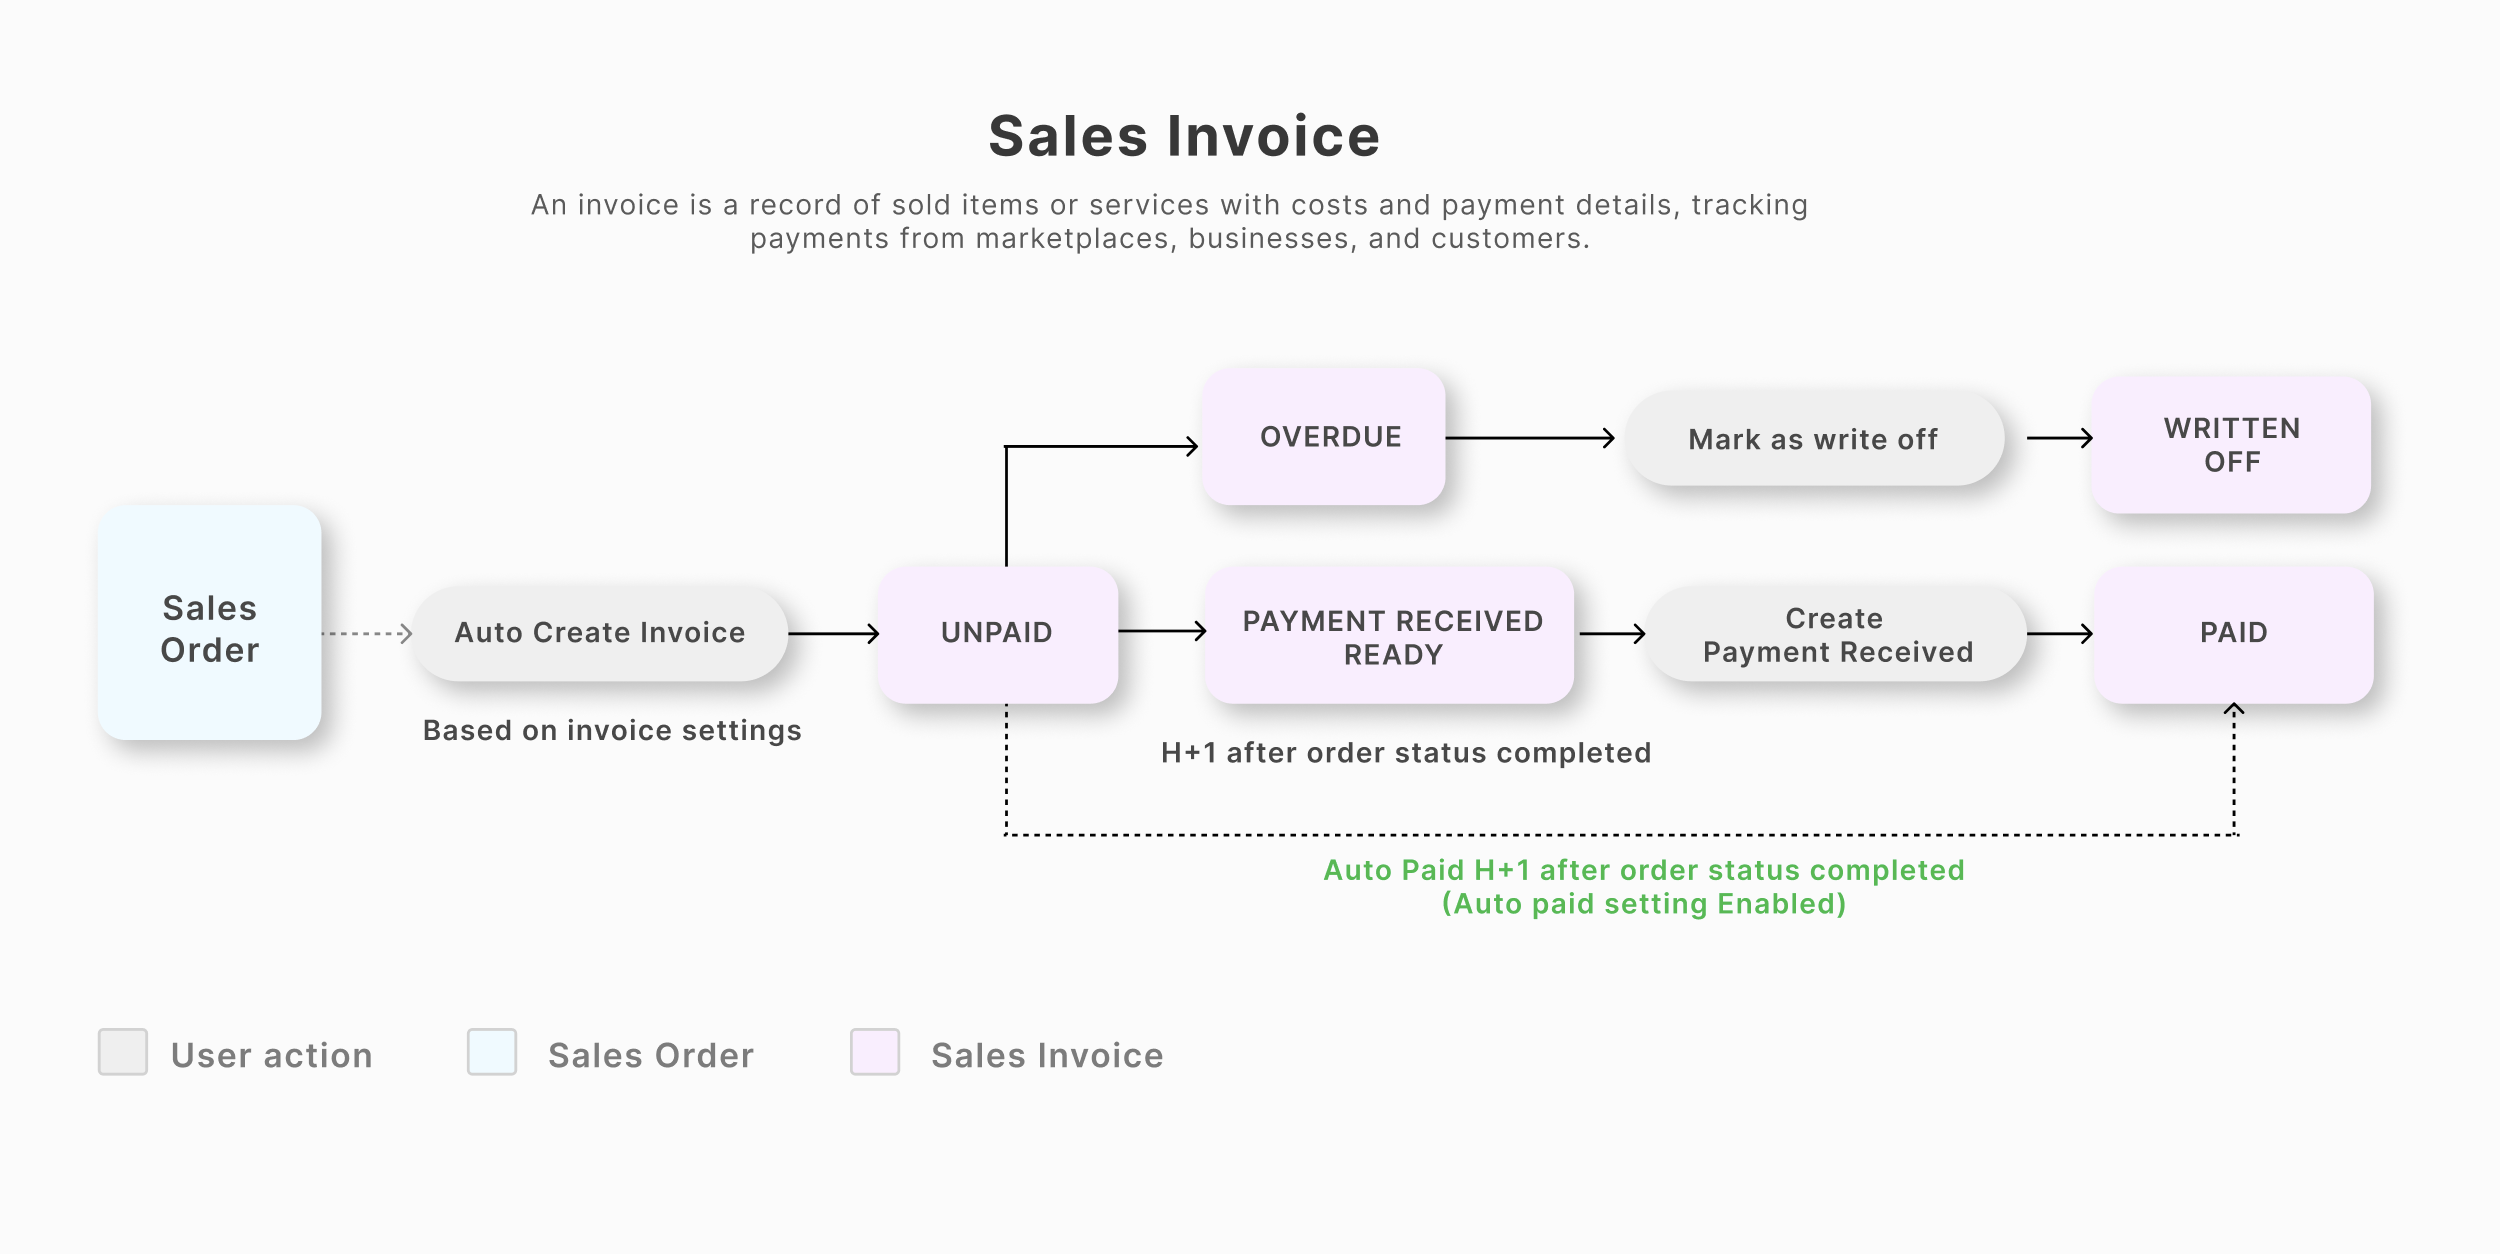 Sales Invoice
An invoice is a record of sold items or services with costs and payment details, tracking
payments from marketplaces, businesses, and customers.
OVERDUE
Mark as write off
WRITTEN
OFF
Sales
Order
Auto Create Invoice
UNPAID
PAYMENT RECEIVED
READY
Create
Payment Received
PAID
Based on invoice settings
H+1 after order status completed
Auto Paid H+1 after order status completed
(Auto paid setting Enabled)
User action
Sales Order
Sales Invoice